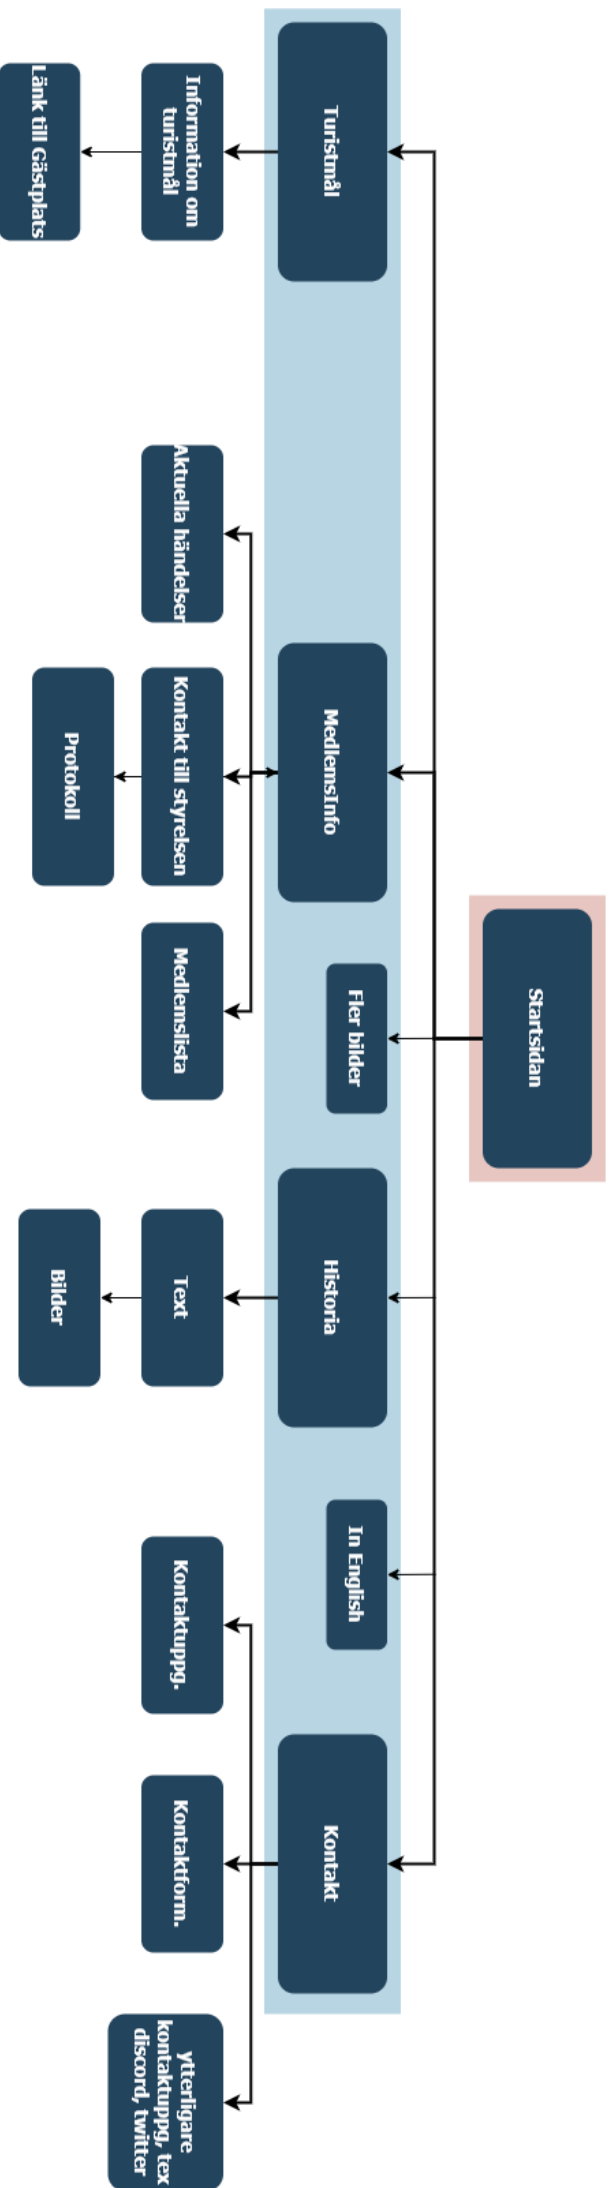 Startsidan
Turistmål
MedlemsInfo
Fler bilder
Historia
In English
Kontakt
Information om
turistmål
Länk till Gästplats
Aktuella händelser
Kontakt till styrelsen
Protokoll
Medlemslista
Text
Bilder
Kontaktuppg.
Kontaktform.
ytterligare
kontaktuppg, tex
discord, twitter